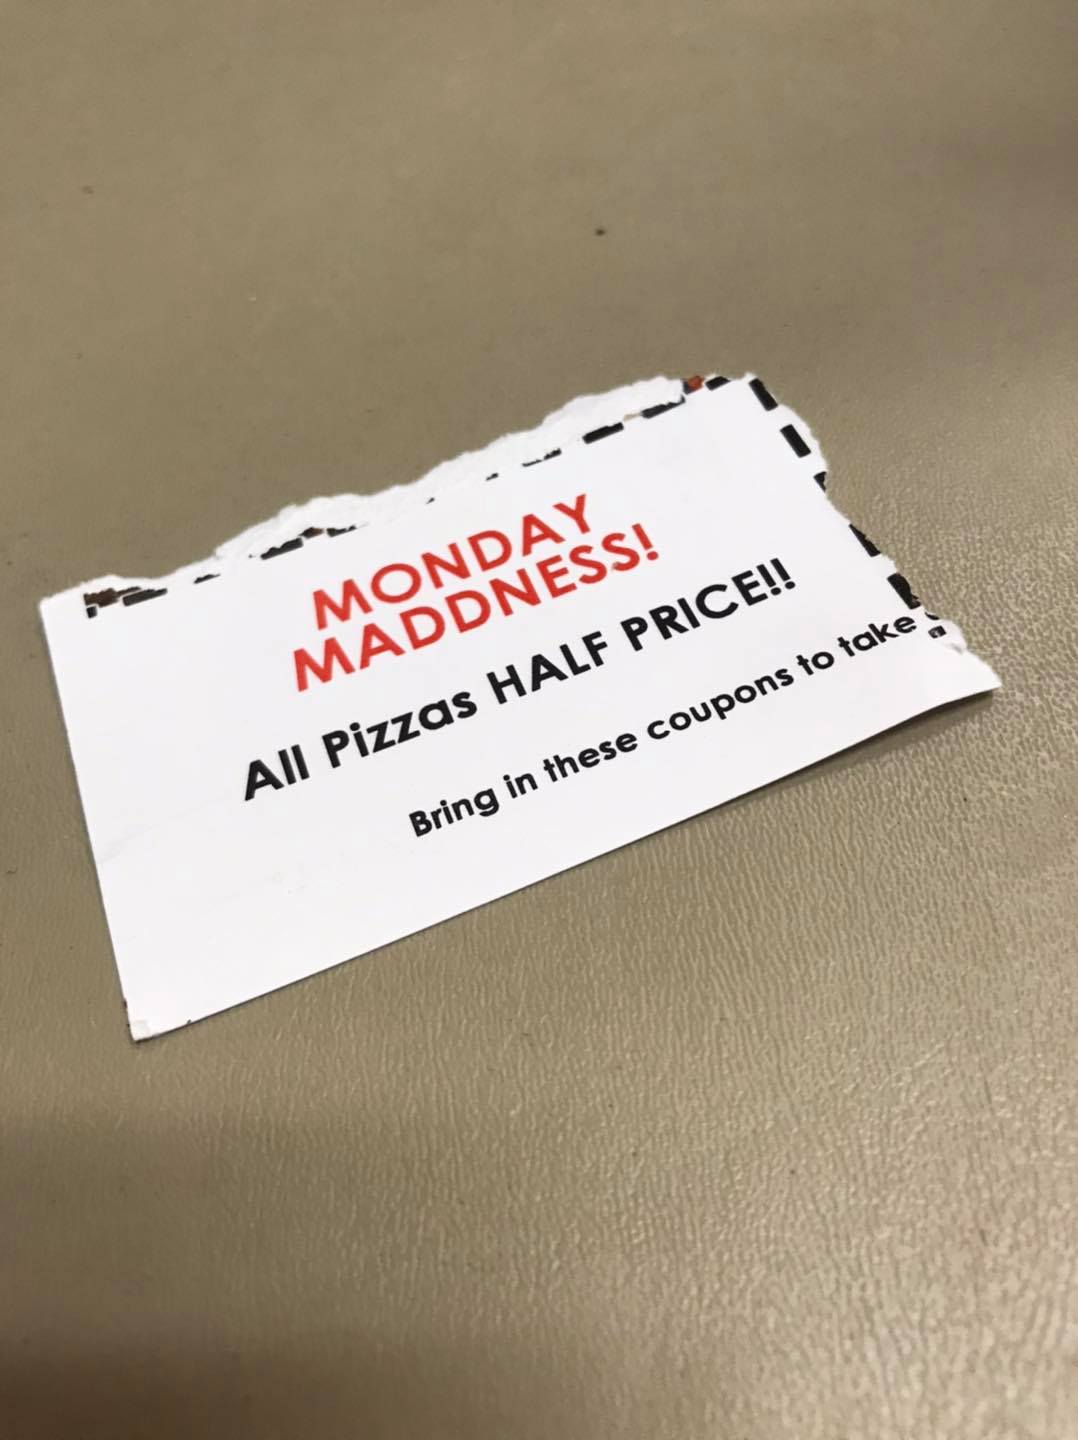 MONDAY
MADDNESS!
All Pizzas HALF PRICE!!
Bring in these coupons to take